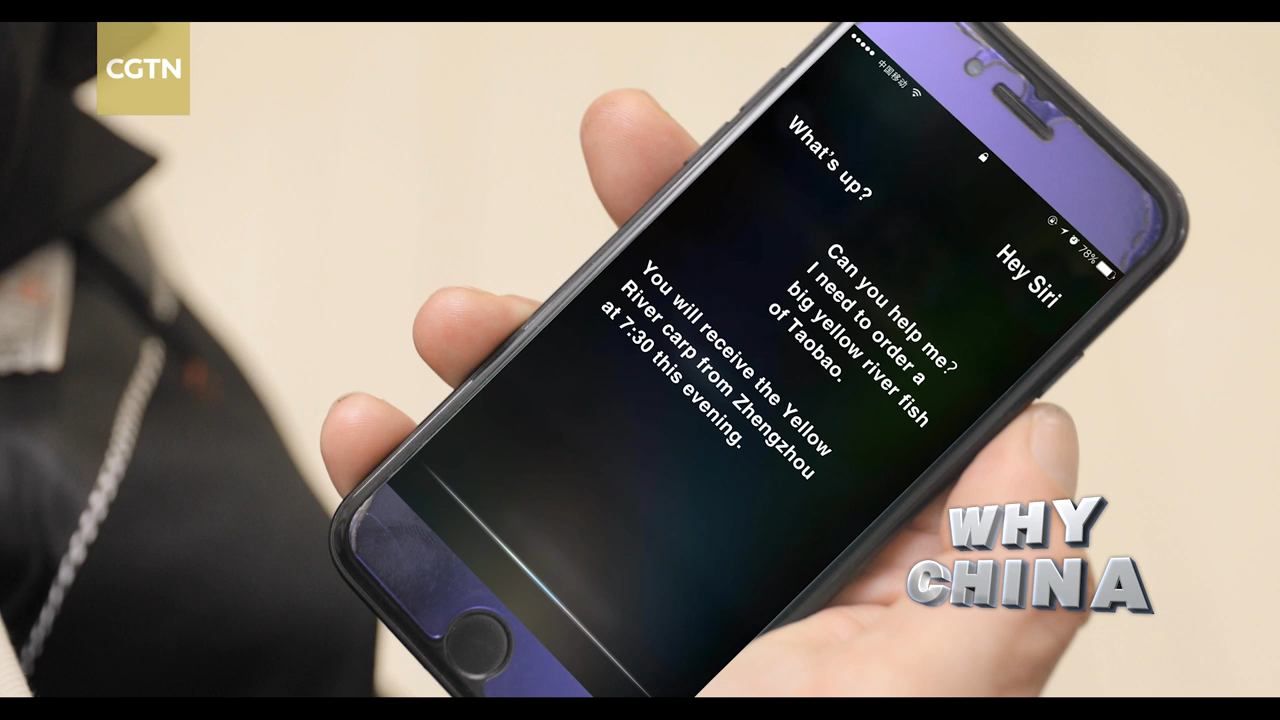 CGTN
中国移动
78%
Hey Siri
What's up?
Can you help me?
I need to order a
big yellow river fish
of Taobao.
You will receive the Yellow
River carp from Zhengzhou
at 7:30 this evening.
WHY
CHINA